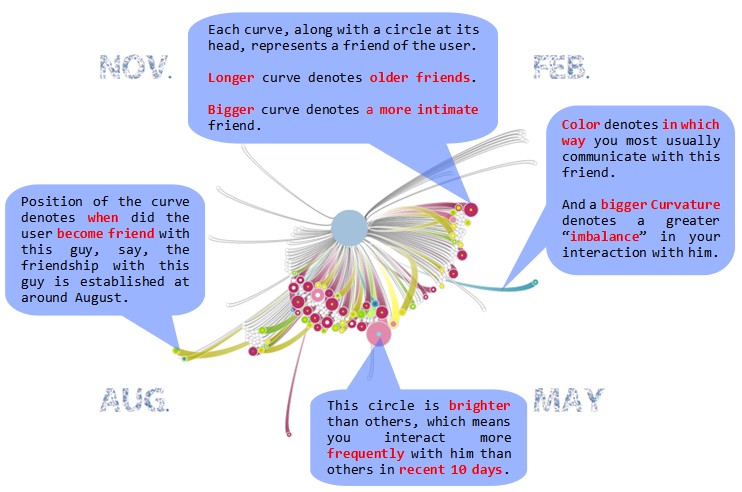 NOV.
Each curve, along with a circle at its
head, represents a friend of the user.
Longer curve denotes older friends.
Bigger curve denotes a more intimate
friend.
FEB.
Color denotes in which
way you most usually
communicate with this
friend.
And a bigger Curvature
denotes a greater
“imbalance” in your
interaction with him.
Position of the curve
denotes when did the
user become friend with
this guy, say, the
friendship with this
guy is established at
around August.
AUG.
This circle is brighter
than others, which means
you interact more
frequently with him than
others in recent 10 days.
MAY